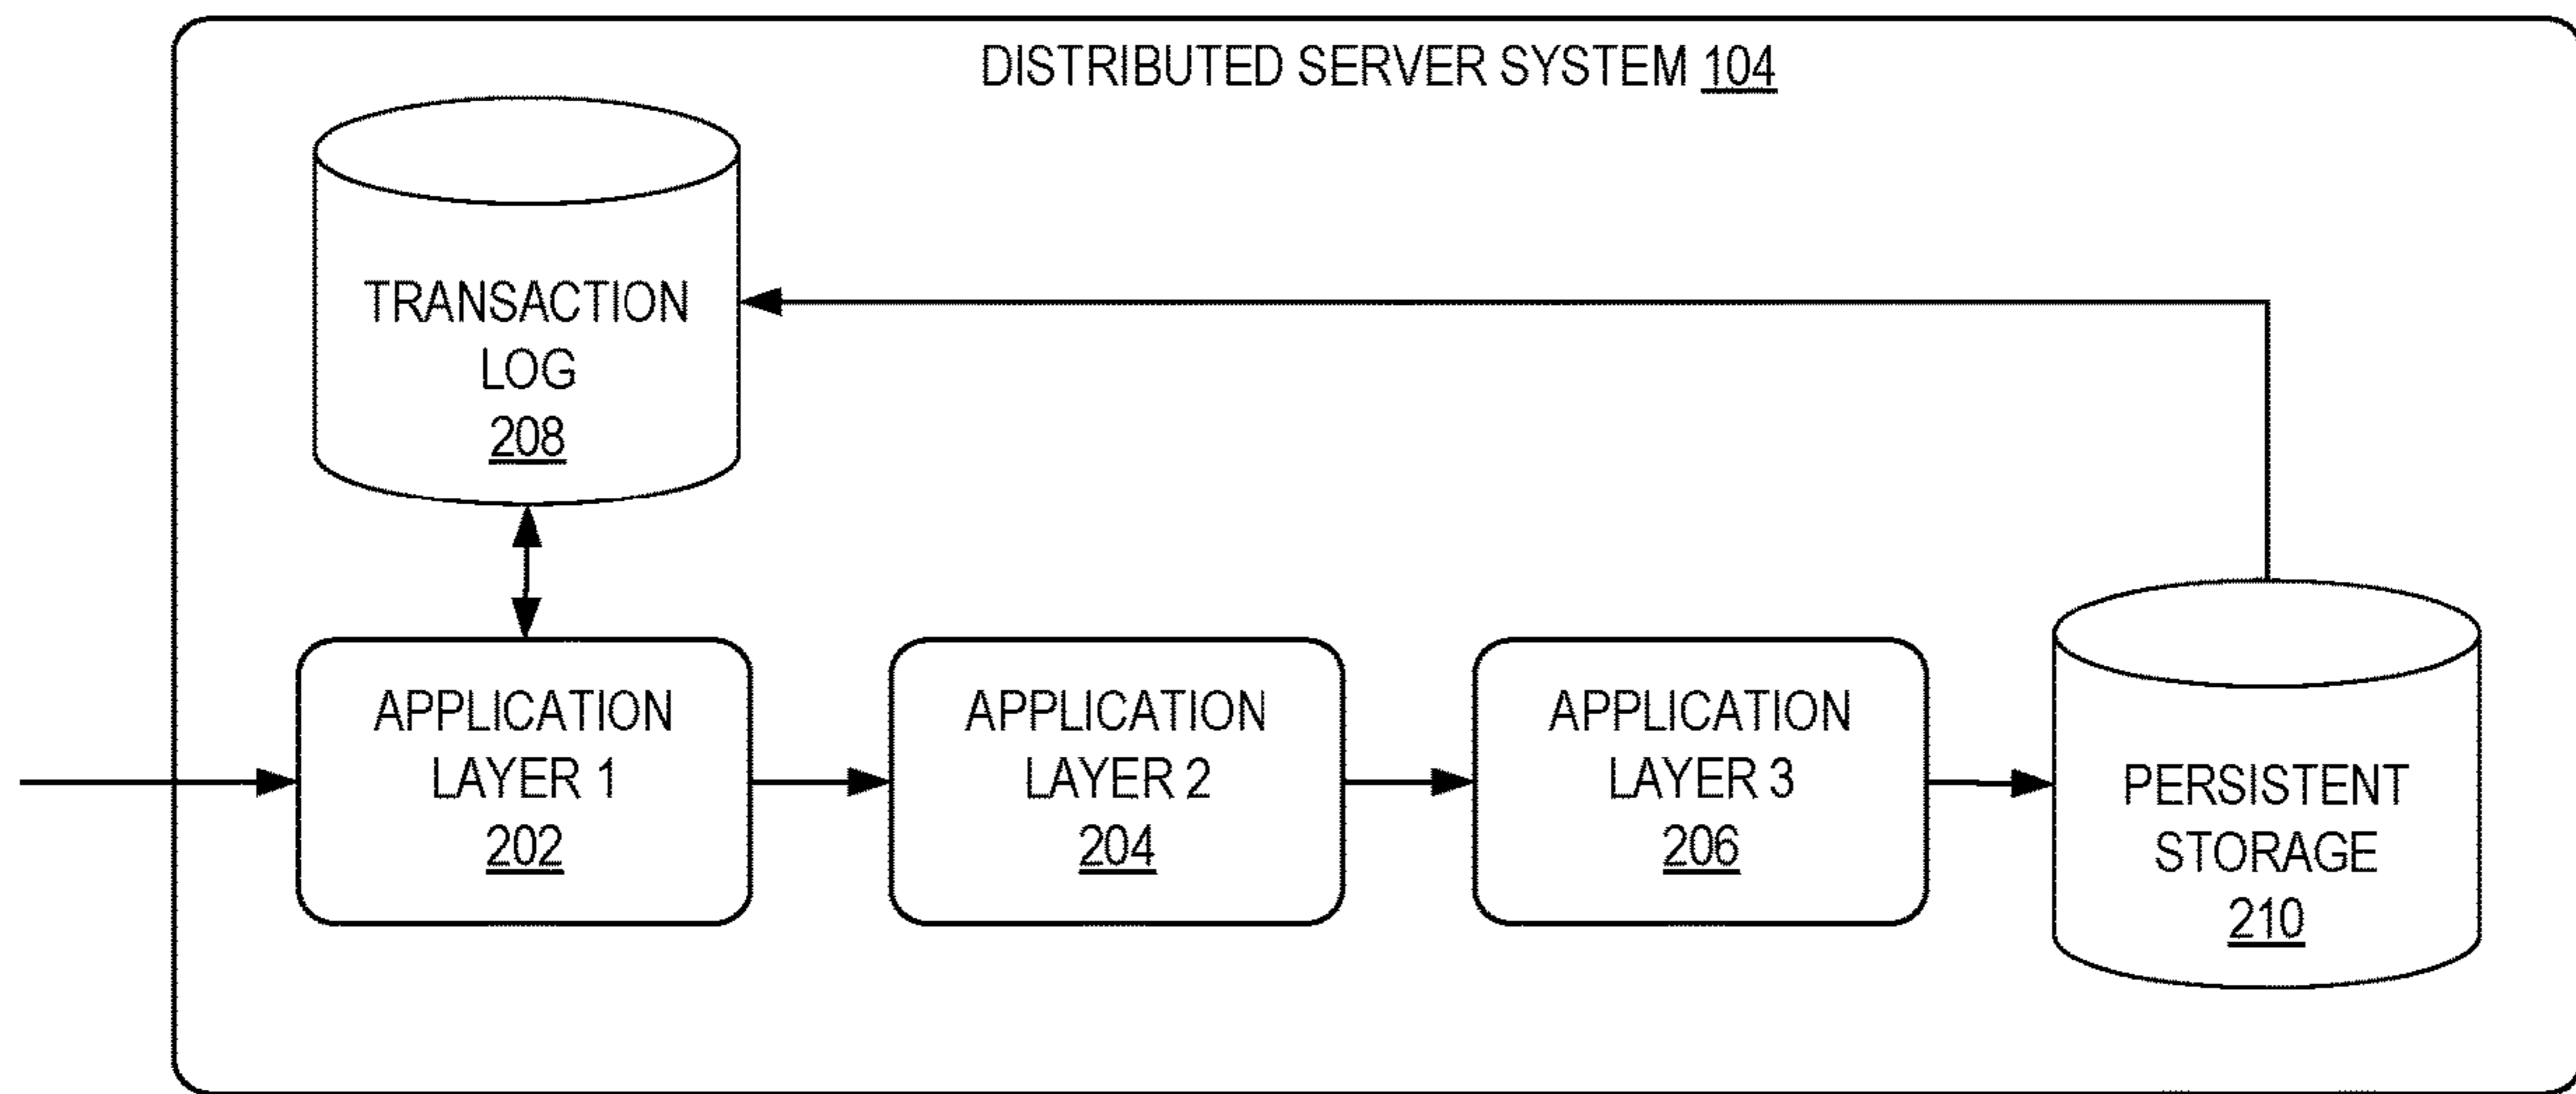 DISTRIBUTED SERVER SYSTEM 104
TRANSACTION
LOG
208
APPLICATION
LAYER 1
202
APPLICATION
LAYER 2
204
APPLICATION
LAYER 3
206
PERSISTENT
STORAGE
210